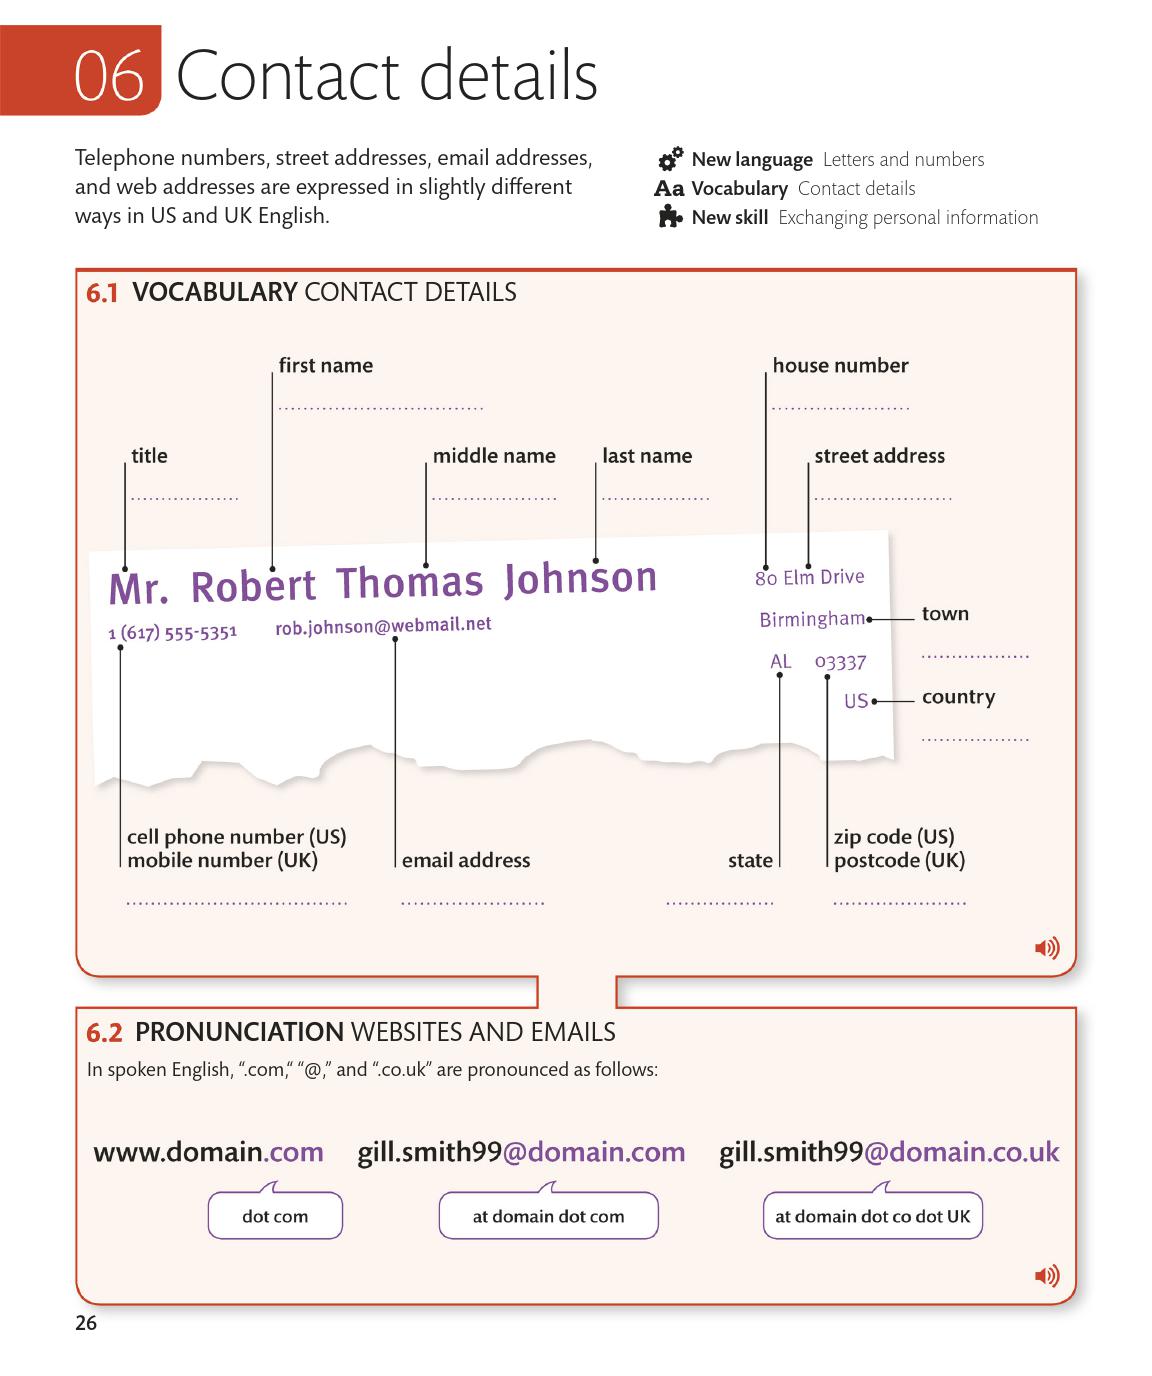 06 Contact details
Telephone numbers, street addresses, email addresses,
and web addresses are expressed in slightly different
ways in US and UK English.
New language Letters and numbers
Aa Vocabulary Contact details
New skill Exchanging personal information
6.1 VOCABULARY CONTACT DETAILS
first name
house number
title
middle name
last name
street address
Mr. Robert Thomas Johnson
1 (617) 555-5351 rob.johnson@webmail.net
80 Elm Drive
Birmingham
AL 03337
US
town
country
cell phone number (US)
mobile number (UK)
email address
state
zip code (US)
postcode (UK)
6.2 PRONUNCIATION WEBSITES AND EMAILS
In spoken English, “.com,“ “@,” and “.co.uk” are pronounced as follows:
www.domain.com gill.smith99@domain.com gill.smith99@domain.co.uk
dot com
at domain dot com
at domain dot co dot UK
26